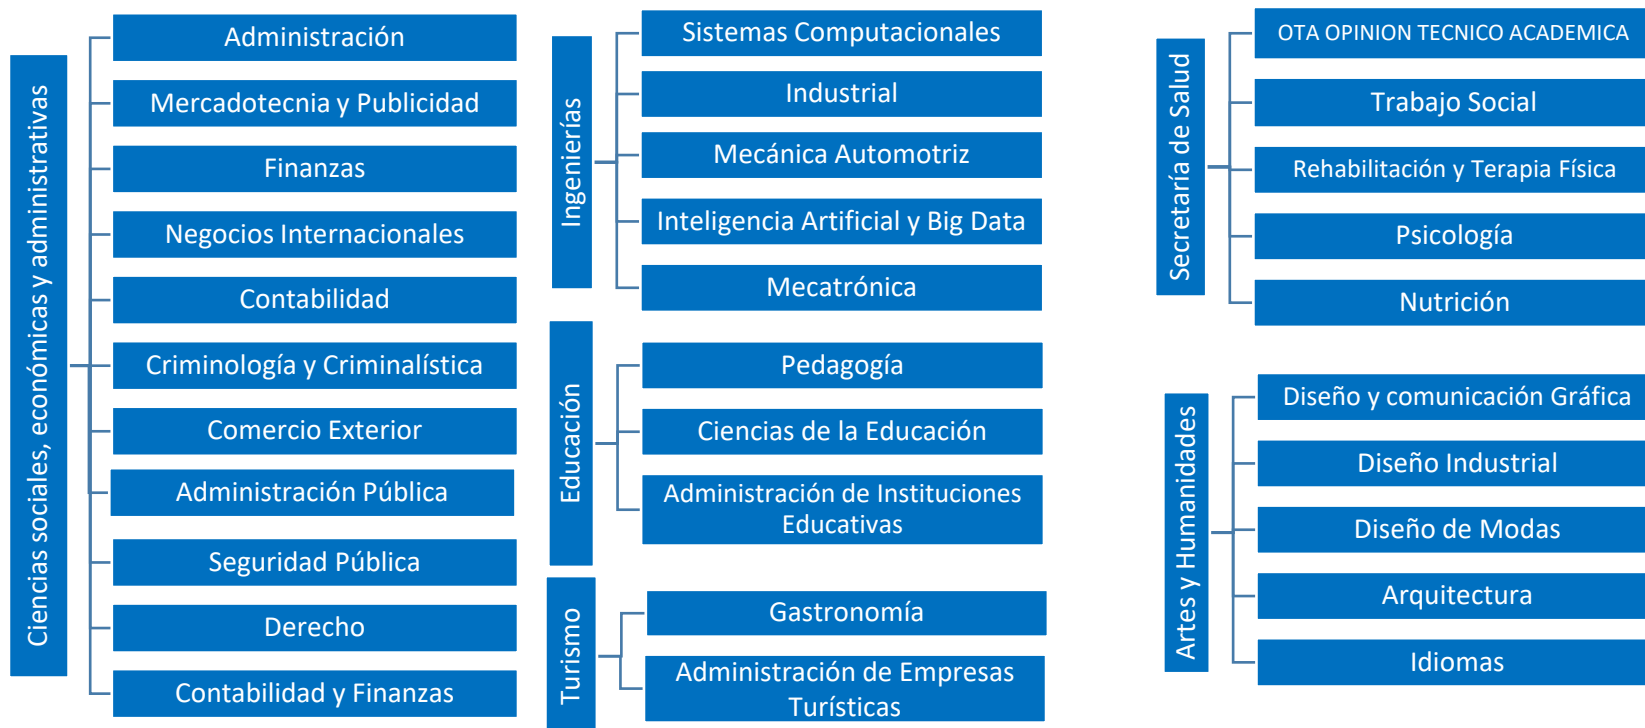 Ciencias sociales, económicas y administrativas
Administración
Mercadotecnia y Publicidad
Finanzas
Negocios Internacionales
Contabilidad
Criminología y Criminalística
Comercio Exterior
Administración Pública
Seguridad Pública
Derecho
Contabilidad y Finanzas
Ingenierías
Sistemas Computacionales
Industrial
Mecánica Automotriz
Inteligencia Artificial y Big Data
Mecatrónica
Educación
Pedagogía
Ciencias de la Educación
Administración de Instituciones
Educativas
Turismo
Gastronomía
Administración de Empresas
Turísticas
Secretaría de Salud
OTA OPINION TECNICO ACADEMICA
Trabajo Social
Rehabilitación y Terapia Física
Psicología
Nutrición
Artes y Humanidades
Diseño y comunicación Gráfica
Diseño Industrial
Diseño de Modas
Arquitectura
Idiomas